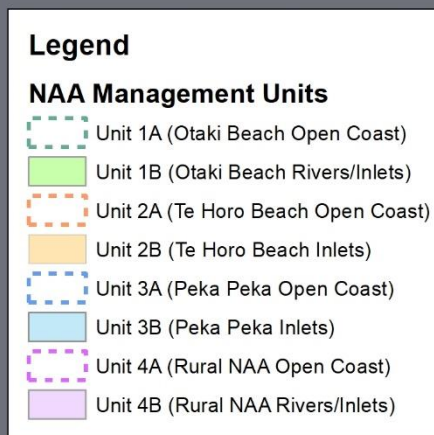 Legend
NAA Management Units
Unit 1A (Otaki Beach Open Coast)
Unit 1B (Otaki Beach Rivers/Inlets)
Unit 2A (Te Horo Beach Open Coast)
Unit 2B (Te Horo Beach Inlets)
Unit 3A (Peka Peka Open Coast)
Unit 3B (Peka Peka Inlets)
Unit 4A (Rural NAA Open Coast)
Unit 4B (Rural NAA Rivers/Inlets)